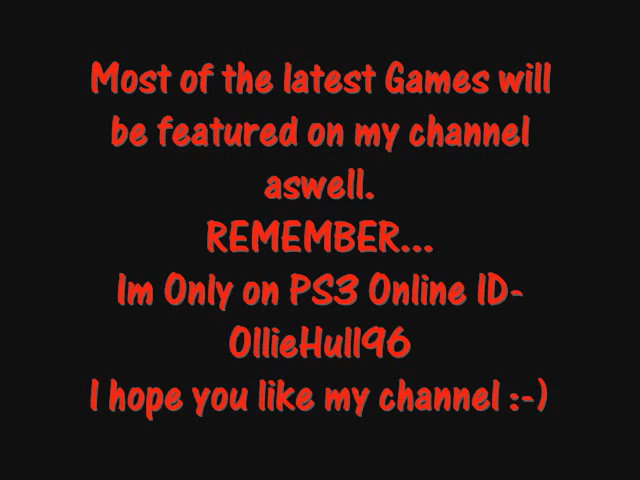 Most of the latest Games will
be featured on my channel
aswell.
REMEMBER...
Im Only on PS3 Online ID-
OllieHull96
I hope you like my channel :-)